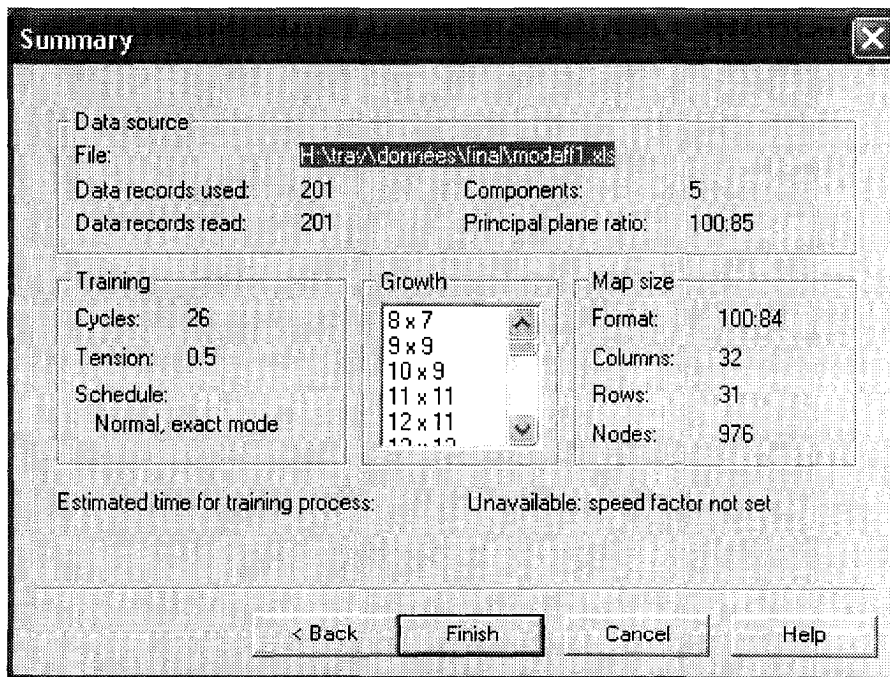 Summary
Data source
File: H:\trav\données\final\modaff1.xls
Data records used: 201 Components: 5
Data records read: 201 Principal plane ratio: 100:85
Training
Cycles: 26
Tension: 0.5
Schedule:
Normal, exact mode
Growth
8 x 7
9 x 9
10 x 9
11 x 11
12 x 11
Map size
Format: 100:84
Columns: 32
Rows: 31
Nodes: 976
Estimated time for training process: Unavailable: speed factor not set
< Back Finish Cancel Help